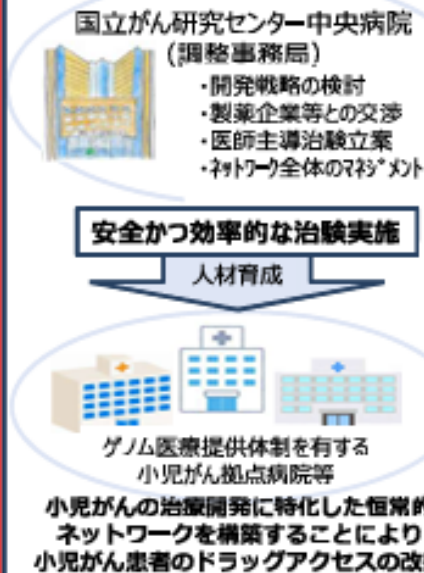 国立がん研究センター中央病院
(調整事務局)
・開発戦略の検討
・製薬企業等との交渉
・医師主導治験立案
・ネットワーク全体のマネジメント
安全かつ効率的な治験実施
人材育成
ゲノム医療提供体制を有する
小児がん拠点病院等
小児がんの治療開発に特化した恒常的
ネットワークを構築することにより
小児がん患者のドラッグアクセスの改